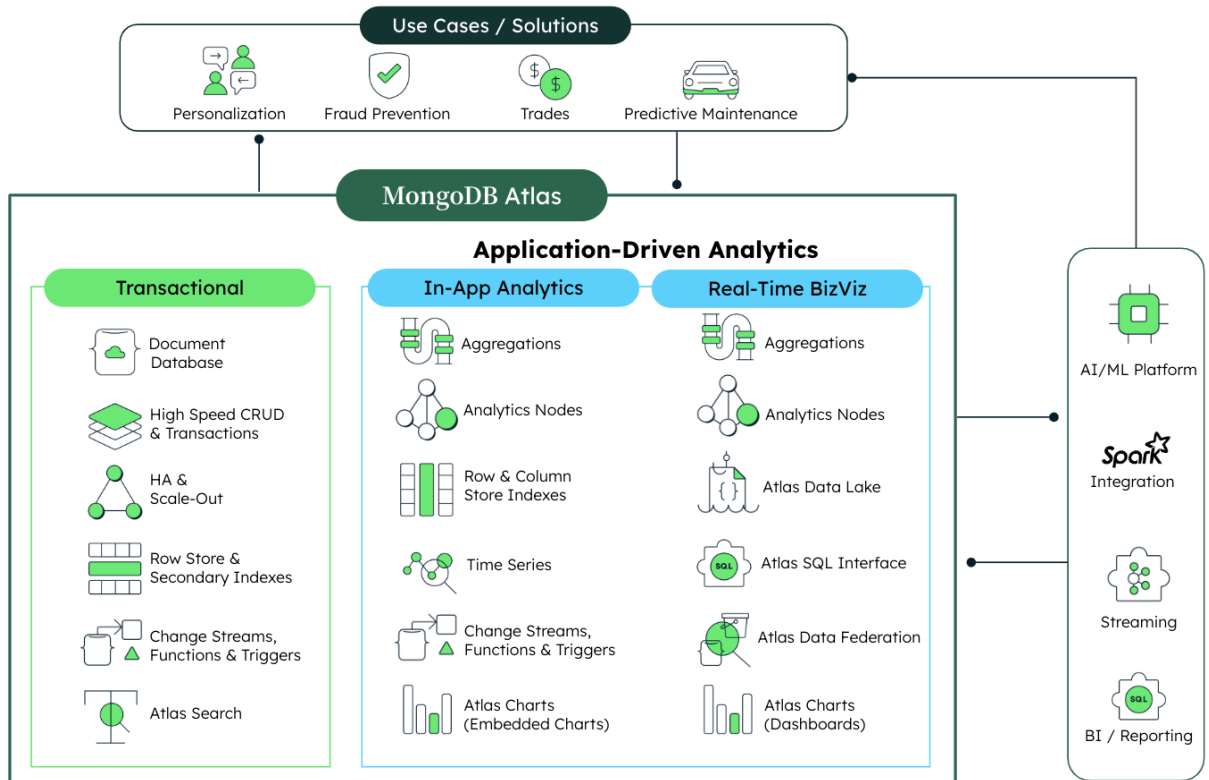 Use Cases / Solutions
Personalization
Fraud Prevention
Trades
Predictive Maintenance
MongoDB Atlas
Application-Driven Analytics
Transactional
Document
Database
High Speed CRUD
& Transactions
HA &
Scale-Out
Row Store &
Secondary Indexes
Change Streams,
Functions & Triggers
Atlas Search
In-App Analytics
Aggregations
Analytics Nodes
Row & Column
Store Indexes
Time Series
Change Streams,
Functions & Triggers
Atlas Charts
(Embedded Charts)
Real-Time BizViz
Aggregations
Analytics Nodes
Atlas Data Lake
SQL
Atlas SQL Interface
Atlas Data Federation
Atlas Charts
(Dashboards)
AI/ML Platform
Spark
Integration
Streaming
SQL
BI / Reporting